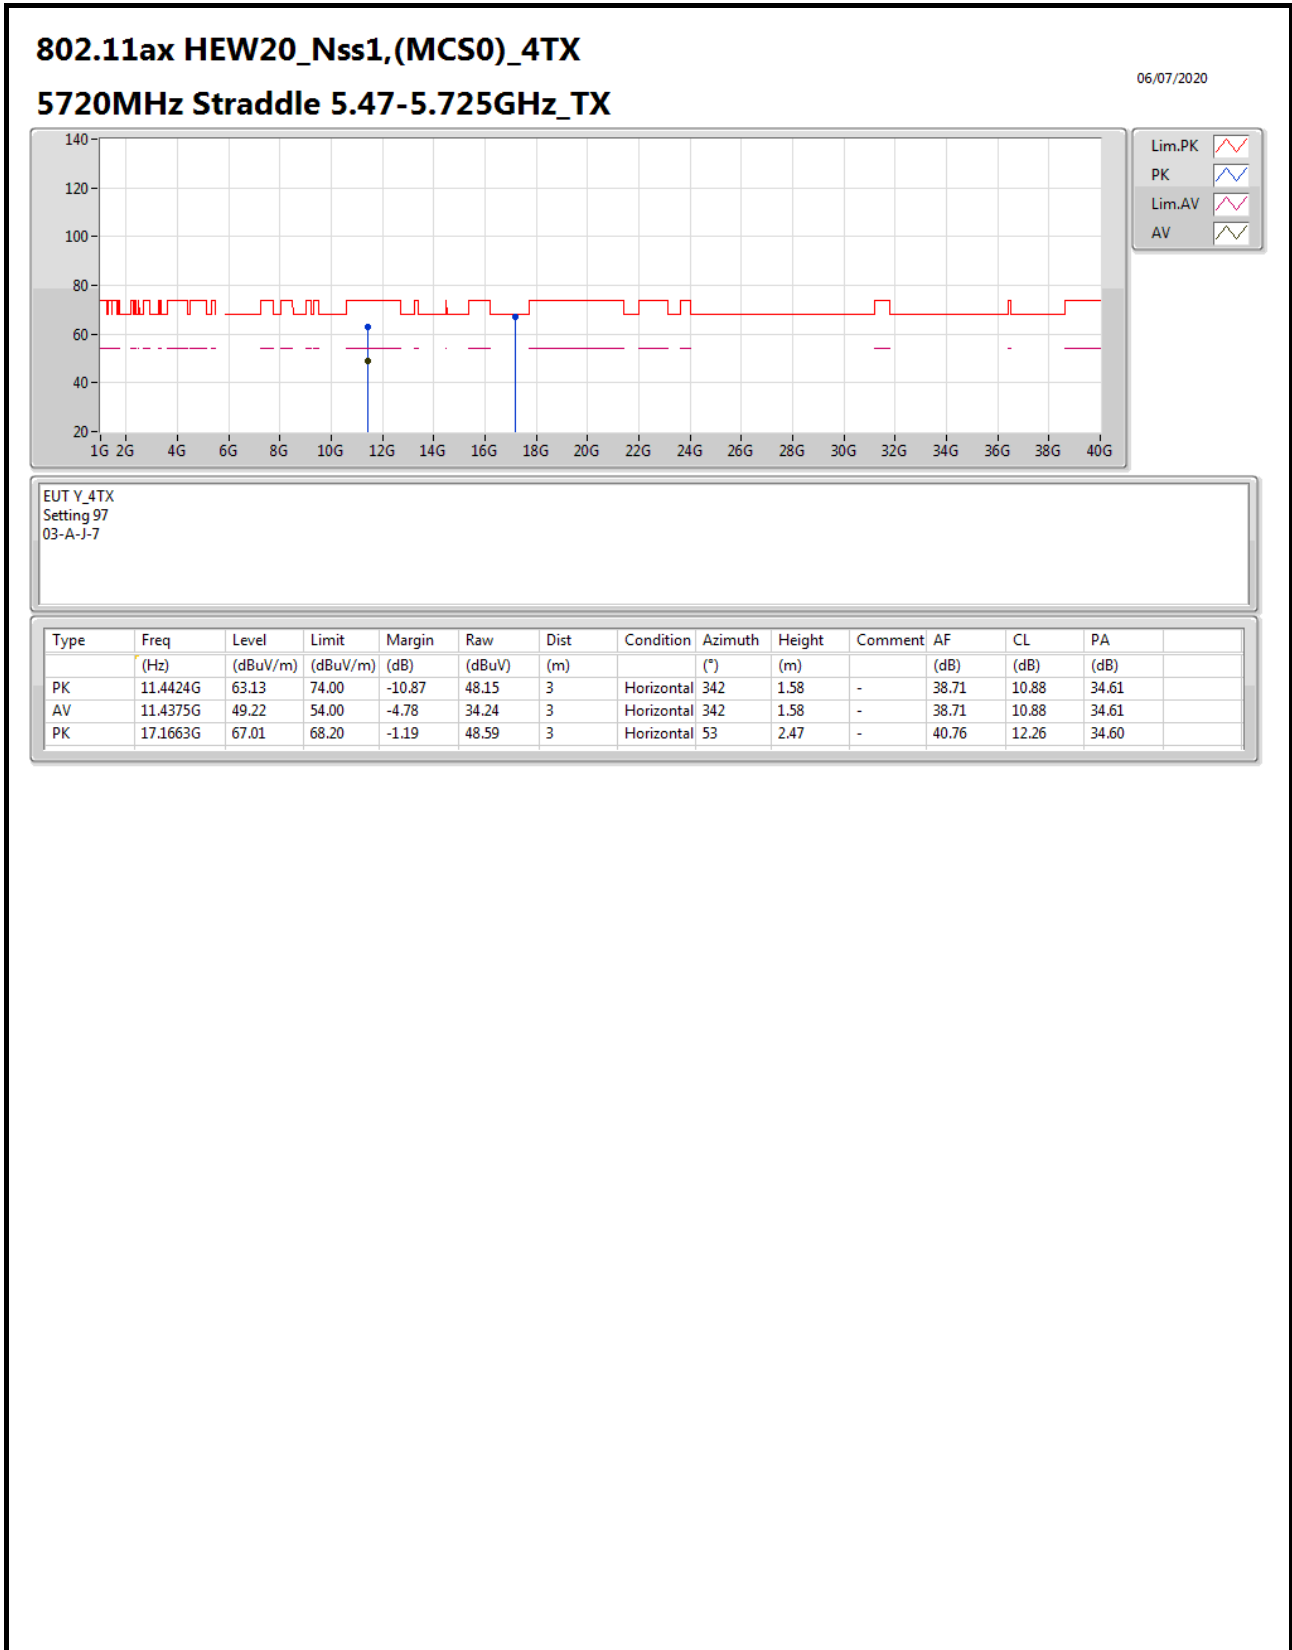 802.11ax HEW20_Nss1,(MCS0)_4TX
06/07/2020
5720MHz Straddle 5.47-5.725GHz_TX
140
120
100
80
60
40
20
1G 2G 4G 6G 8G 10G 12G 14G 16G 18G 20G 22G 24G 26G 28G 30G 32G 34G 36G 38G 40G
Lim.PK
PK
Lim.AV
AV
EUT Y_4TX
Setting 97
03-A-J-7
Type Freq Level Limit Margin Raw Dist Condition Azimuth Height Comment AF CL PA
(Hz) (dBuV/m) (dBuV/m) (dB) (dBuV) (m) (°) (m) (dB) (dB) (dB)
PK 11.4424G 63.13 74.00 -10.87 48.15 3 Horizontal 342 1.58 - 38.71 10.88 34.61
AV 11.4375G 49.22 54.00 -4.78 34.24 3 Horizontal 342 1.58 - 38.71 10.88 34.61
PK 17.1663G 67.01 68.20 -1.19 48.59 3 Horizontal 53 2.47 - 40.76 12.26 34.60